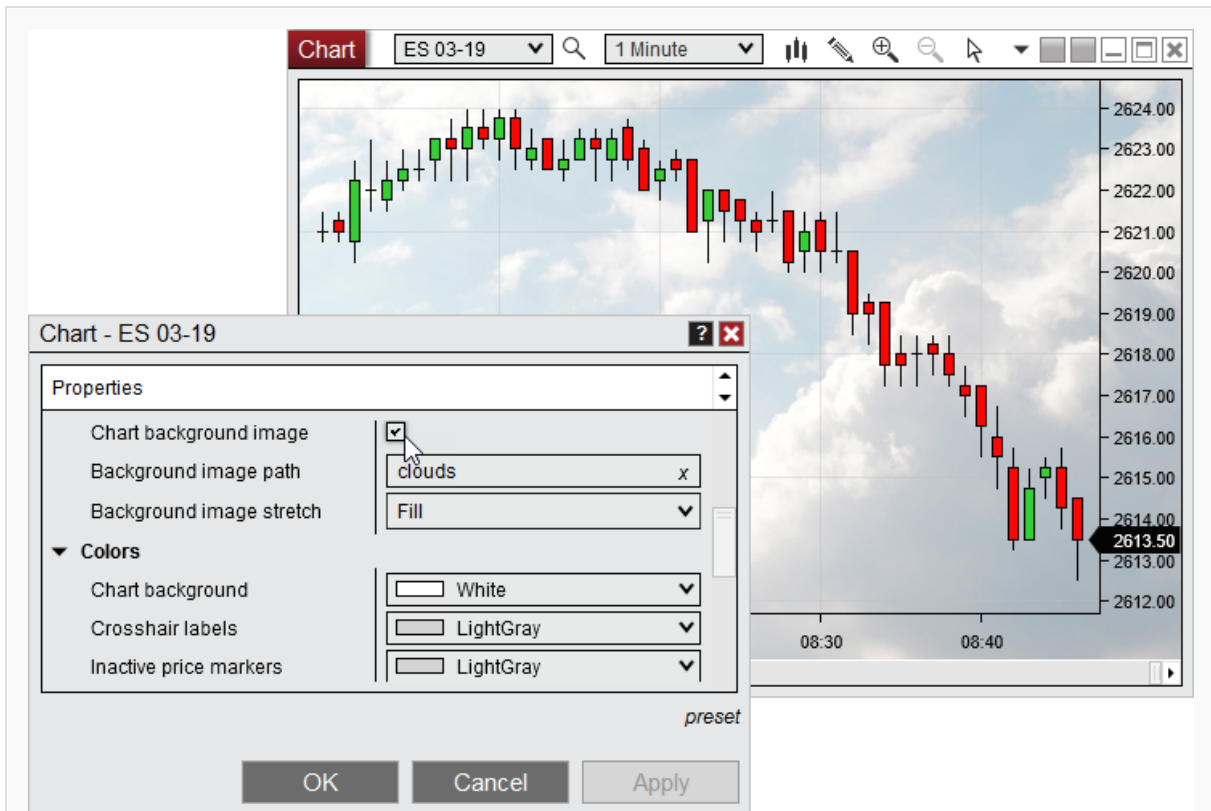 Chart ES 03-19 1 Minute
2624.00
2623.00
2622.00
2621.00
2620.00
2619.00
2618.00
2617.00
2616.00
2615.00
2614.00
2613.50
2613.00
2612.00
08:30 08:40
Chart - ES 03-19 ?
Properties
Chart background image
Background image path clouds x
Background image stretch Fill
Colors
Chart background White
Crosshair labels LightGray
Inactive price markers LightGray
preset
OK Cancel Apply